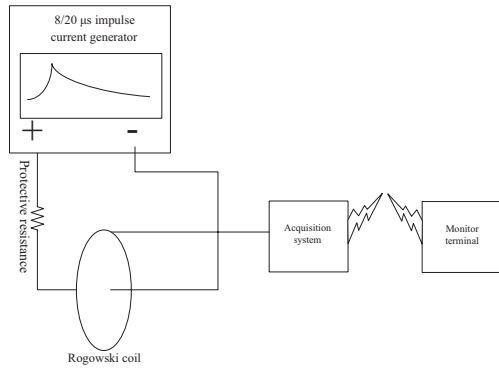 8/20 μs impulse
current generator
+
-
Protective resistance
Rogowski coil
Acquisition
system
Monitor
terminal